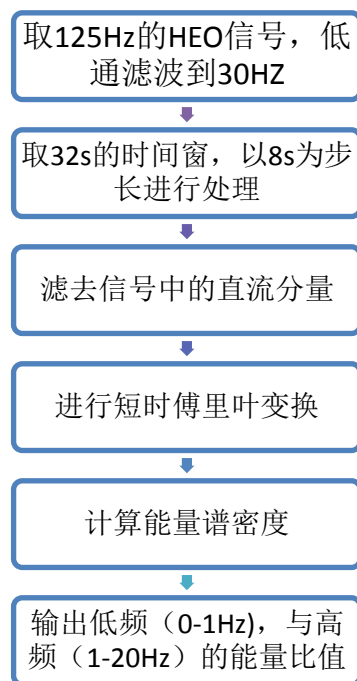 取125Hz的HEO信号，低
通滤波到30HZ
取32s的时间窗，以8s为步
长进行处理
滤去信号中的直流分量
进行短时傅里叶变换
计算能量谱密度
输出低频（0-1Hz)，与高
频（1-20Hz）的能量比值